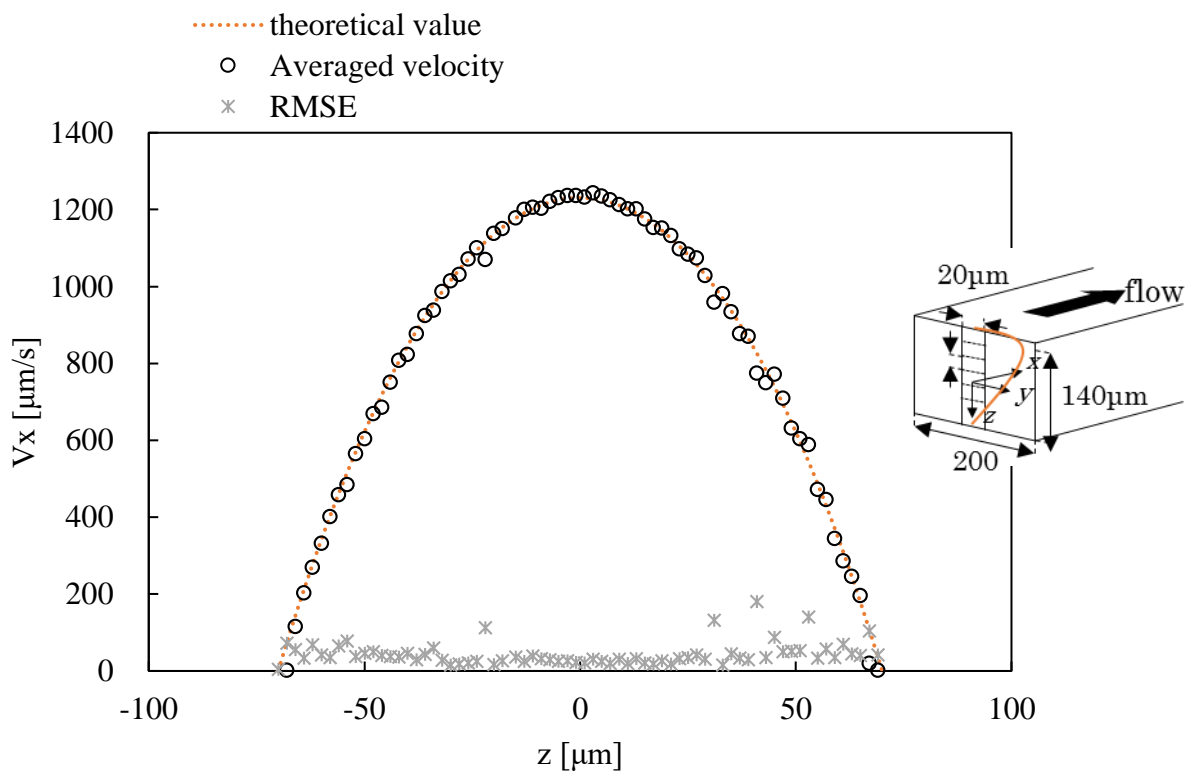 theoretical value
Averaged velocity
RMSE
1400
1200
1000
800
600
400
200
0
Vx [μm/s]
-100
-50
0
50
100
z [μm]
20μm
flow
x
y
z
140μm
200